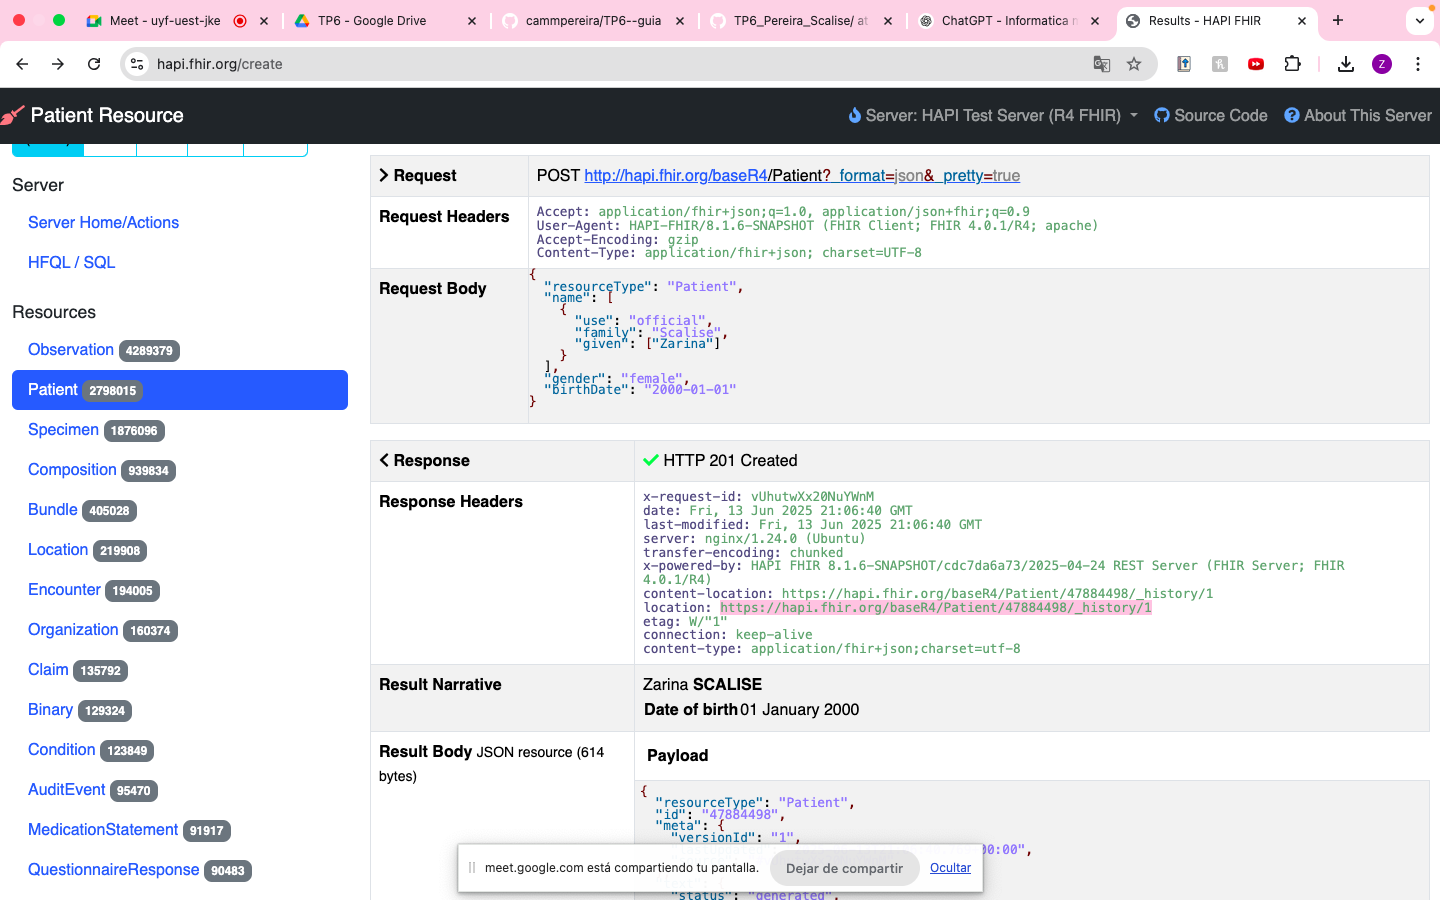 Meet - uyf-uest-jke
TP6 - Google Drive
cammpereira/TP6--guia
TP6_Pereira_Scalise/ at
ChatGPT - Informatica m
Results - HAPI FHIR
hapi.fhir.org/create
Z
Patient Resource
Server: HAPI Test Server (R4 FHIR)
Source Code
About This Server
Server
Server Home/Actions
HFQL / SQL
Resources
Observation 4289379
Patient 2798015
Specimen 1876096
Composition 939834
Bundle 405028
Location 219908
Encounter 194005
Organization 160374
Claim 135792
Binary 129324
Condition 123849
AuditEvent 95470
MedicationStatement 91917
QuestionnaireResponse 90483
Request
POST http://hapi.fhir.org/baseR4/Patient?_format=json&_pretty=true
Request Headers
Accept: application/fhir+json;q=1.0, application/json+fhir;q=0.9
User-Agent: HAPI-FHIR/8.1.6-SNAPSHOT (FHIR Client; FHIR 4.0.1/R4; apache)
Accept-Encoding: gzip
Content-Type: application/fhir+json; charset=UTF-8
Request Body
{
"resourceType": "Patient",
"name": [
{
"use": "official",
"family": "Scalise",
"given": ["Zarina"]
}
],
"gender": "female",
"birthDate": "2000-01-01"
}
Response
HTTP 201 Created
Response Headers
x-request-id: vUhutwXx20NuYWnM
date: Fri, 13 Jun 2025 21:06:40 GMT
last-modified: Fri, 13 Jun 2025 21:06:40 GMT
server: nginx/1.24.0 (Ubuntu)
transfer-encoding: chunked
x-powered-by: HAPI FHIR 8.1.6-SNAPSHOT/cdc7da6a73/2025-04-24 REST Server (FHIR Server; FHIR
4.0.1/R4)
content-location: https://hapi.fhir.org/baseR4/Patient/47884498/_history/1
location: https://hapi.fhir.org/baseR4/Patient/47884498/_history/1
etag: W/"1"
connection: keep-alive
content-type: application/fhir+json;charset=utf-8
Result Narrative
Zarina SCALISE
Date of birth 01 January 2000
Result Body JSON resource (614
bytes)
Payload
{
"resourceType": "Patient",
"id": "47884498",
"meta": {
"versionId": "1",
00:00",
"status": "generated",
meet.google.com está compartiendo tu pantalla.
Dejar de compartir
Ocultar